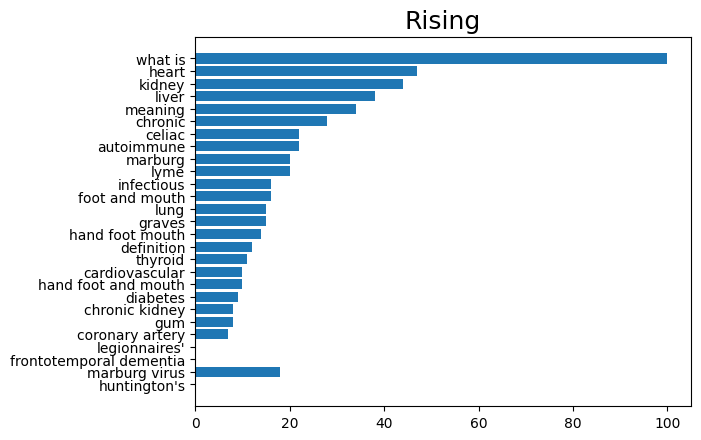 Rising
what is
heart
kidney
liver
meaning
chronic
celiac
autoimmune
marburg
lyme
infectious
foot and mouth
lung
graves
hand foot mouth
definition
thyroid
cardiovascular
hand foot and mouth
diabetes
chronic kidney
gum
coronary artery
legionnaires'
frontotemporal dementia
marburg virus
huntington's
0 20 40 60 80 100